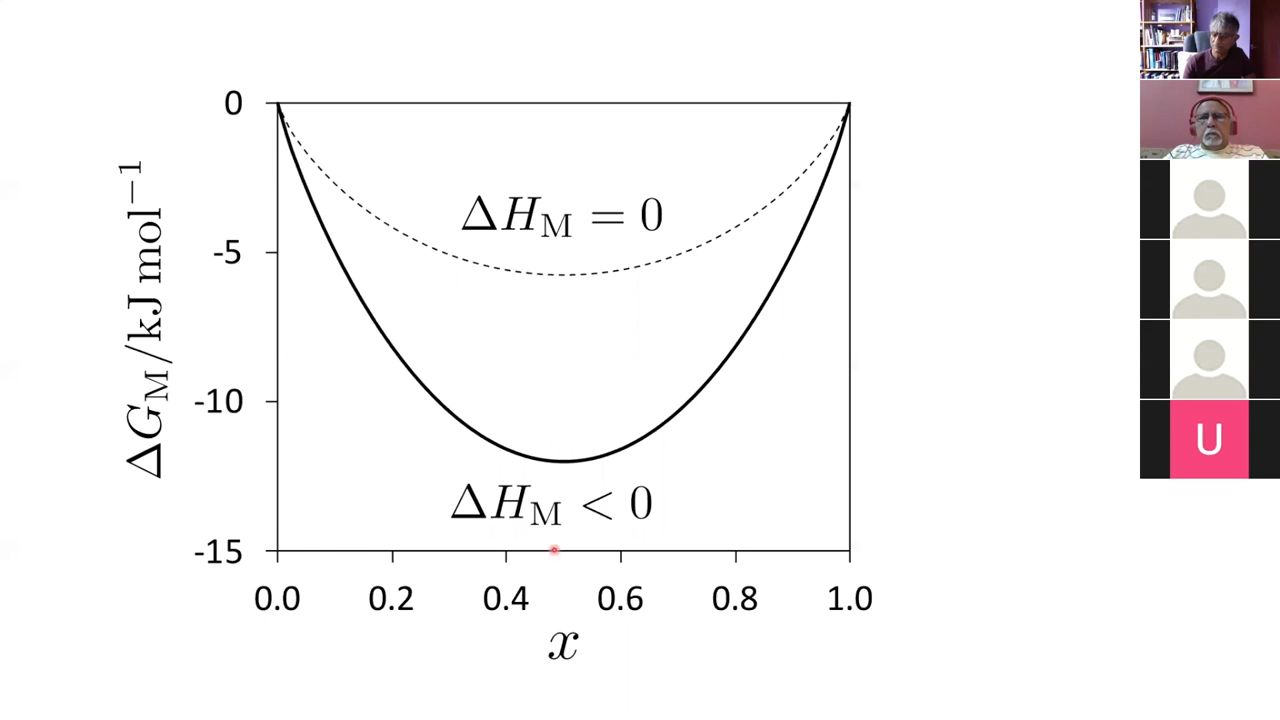 0
-5
-10
-15
ΔG_M/kJ mol⁻¹
ΔH_M = 0
ΔH_M < 0
0.0 0.2 0.4 0.6 0.8 1.0
x
U